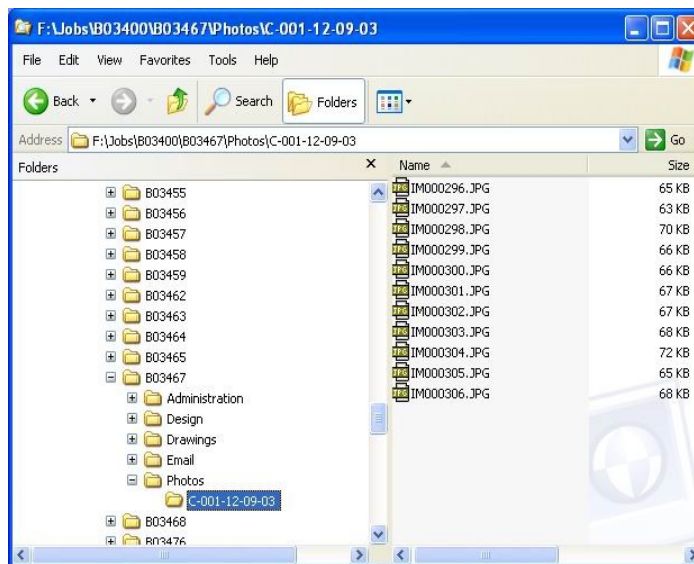 F:\Jobs\B03400\B03467\Photos\C-001-12-09-03
File Edit View Favorites Tools Help
Back Search Folders
Address F:\Jobs\B03400\B03467\Photos\C-001-12-09-03 Go
Folders X Name Size
B03455
B03456
B03457
B03458
B03459
B03462
B03463
B03464
B03465
B03467
Administration
Design
Drawings
Email
Photos
C-001-12-09-03
B03468
B03476
IM000296.JPG 65 KB
IM000297.JPG 63 KB
IM000298.JPG 70 KB
IM000299.JPG 66 KB
IM000300.JPG 66 KB
IM000301.JPG 67 KB
IM000302.JPG 67 KB
IM000303.JPG 68 KB
IM000304.JPG 72 KB
IM000305.JPG 65 KB
IM000306.JPG 68 KB